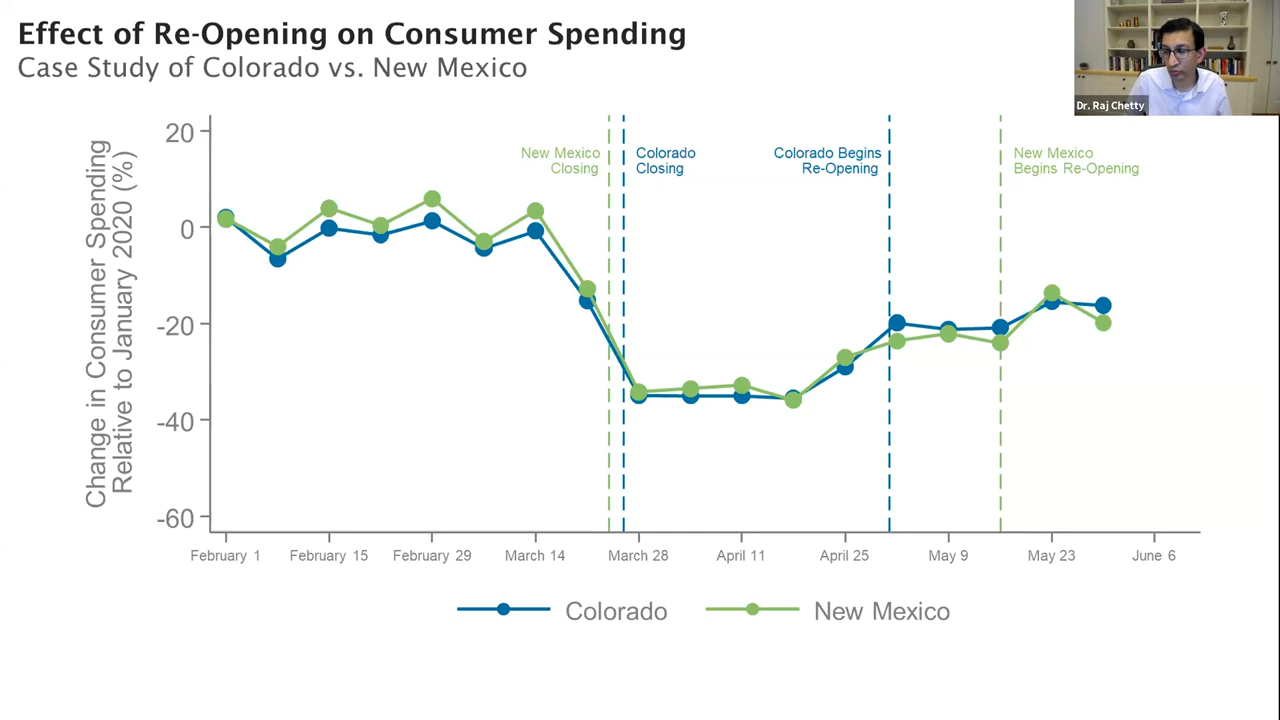 Effect of Re-Opening on Consumer Spending
Case Study of Colorado vs. New Mexico
Dr. Raj Chetty
Change in Consumer Spending
Relative to January 2020 (%)
20
0
-20
-40
-60
New Mexico
Closing
Colorado
Closing
Colorado Begins
Re-Opening
New Mexico
Begins Re-Opening
February 1
February 15
February 29
March 14
March 28
April 11
April 25
May 9
May 23
June 6
Colorado
New Mexico